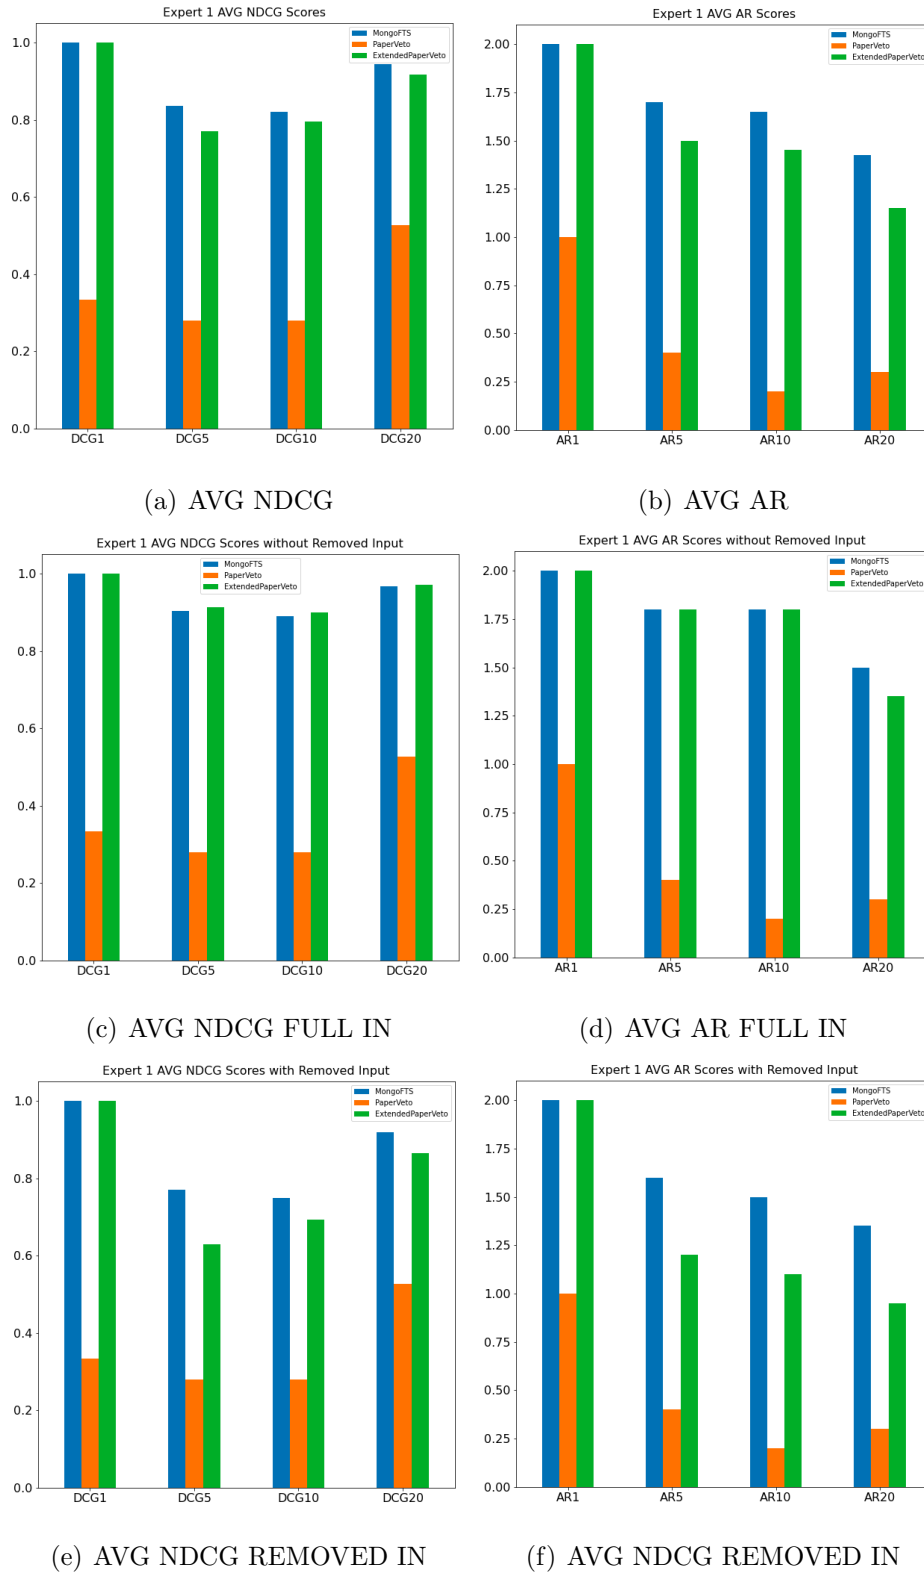 Expert 1 AVG NDCG Scores
MongoFTS
PaperVeto
ExtendedPaperVeto
1.0
0.8
0.6
0.4
0.2
0.0
DCG1 DCG5 DCG10 DCG20
(a) AVG NDCG
Expert 1 AVG AR Scores
MongoFTS
PaperVeto
ExtendedPaperVeto
2.00
1.75
1.50
1.25
1.00
0.75
0.50
0.25
0.00
AR1 AR5 AR10 AR20
(b) AVG AR
Expert 1 AVG NDCG Scores without Removed Input
MongoFTS
PaperVeto
ExtendedPaperVeto
1.0
0.8
0.6
0.4
0.2
0.0
DCG1 DCG5 DCG10 DCG20
(c) AVG NDCG FULL IN
Expert 1 AVG AR Scores without Removed Input
MongoFTS
PaperVeto
ExtendedPaperVeto
2.00
1.75
1.50
1.25
1.00
0.75
0.50
0.25
0.00
AR1 AR5 AR10 AR20
(d) AVG AR FULL IN
Expert 1 AVG NDCG Scores with Removed Input
MongoFTS
PaperVeto
ExtendedPaperVeto
1.0
0.8
0.6
0.4
0.2
0.0
DCG1 DCG5 DCG10 DCG20
(e) AVG NDCG REMOVED IN
Expert 1 AVG AR Scores with Removed Input
MongoFTS
PaperVeto
ExtendedPaperVeto
2.00
1.75
1.50
1.25
1.00
0.75
0.50
0.25
0.00
AR1 AR5 AR10 AR20
(f) AVG NDCG REMOVED IN